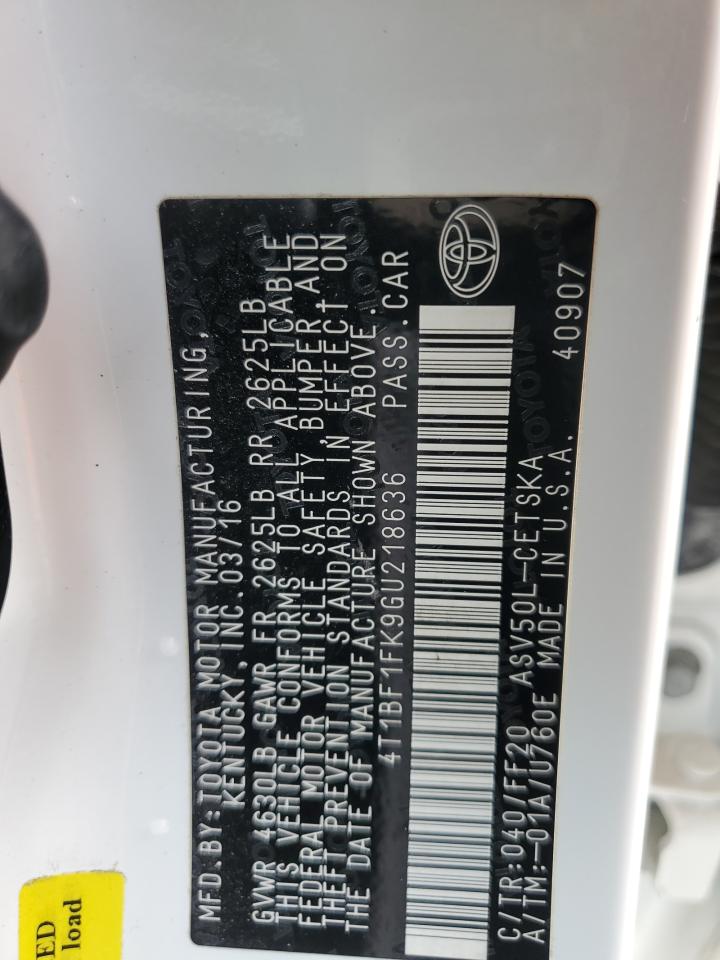 MFD.BY:TOYOTA MOTOR MANUFACTURING,
KENTUCKY, INC.03/16
GVWR 4630LB GAWR FR 2625LB RR 2625LB
THIS VEHICLE CONFORMS TO ALL APPLICABLE
FEDERAL MOTOR VEHICLE SAFETY, BUMPER, AND
THEFT PREVENTION STANDARDS IN EFFECT ON
THE DATE OF MANUFACTURE SHOWN ABOVE.
4T1BF1FK9GU218636 PASS.CAR
C/TR:040/FF20 ASV50L-CETSKA
A/TM:-01A/U760E MADE IN U.S.A. 40907
ED
load